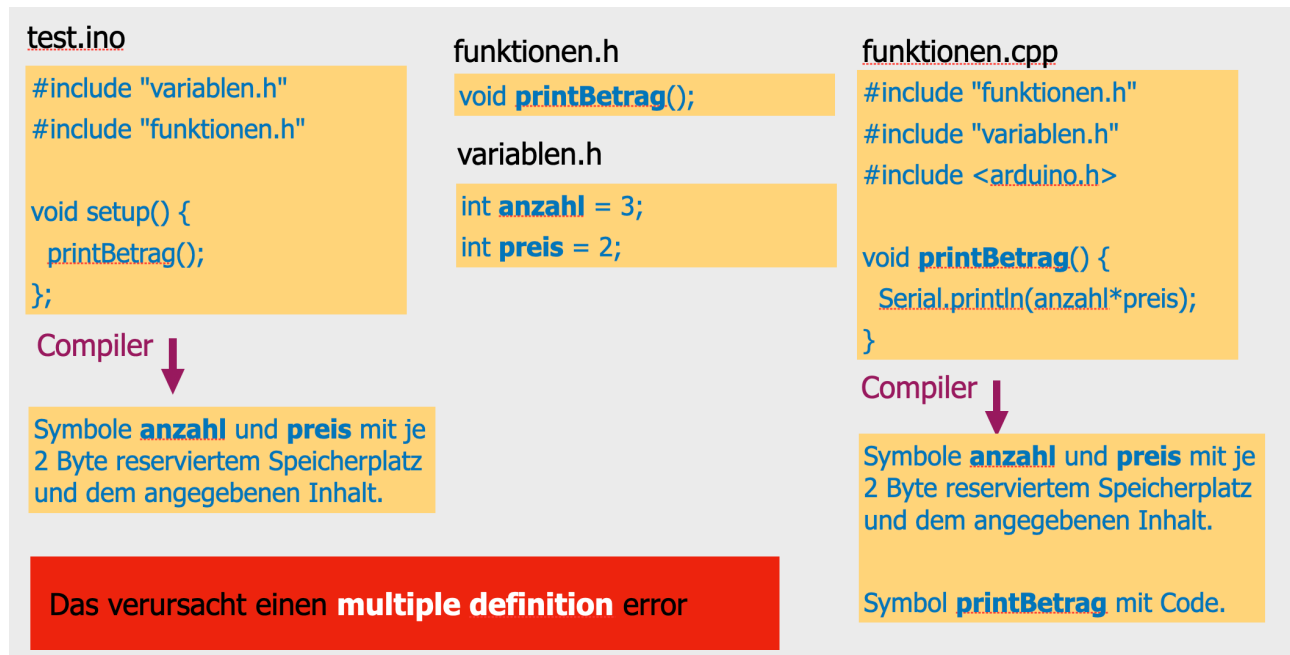 test.ino
#include "variablen.h"
#include "funktionen.h"
void setup() {
printBetrag();
};
Compiler
Symbole anzahl und preis mit je
2 Byte reserviertem Speicherplatz
und dem angegebenen Inhalt.
funktionen.h
void printBetrag();
variablen.h
int anzahl = 3;
int preis = 2;
funktionen.cpp
#include "funktionen.h"
#include "variablen.h"
#include <arduino.h>
void printBetrag() {
Serial.println(anzahl*preis);
}
Compiler
Symbole anzahl und preis mit je
2 Byte reserviertem Speicherplatz
und dem angegebenen Inhalt.
Symbol printBetrag mit Code.
Das verursacht einen multiple definition error